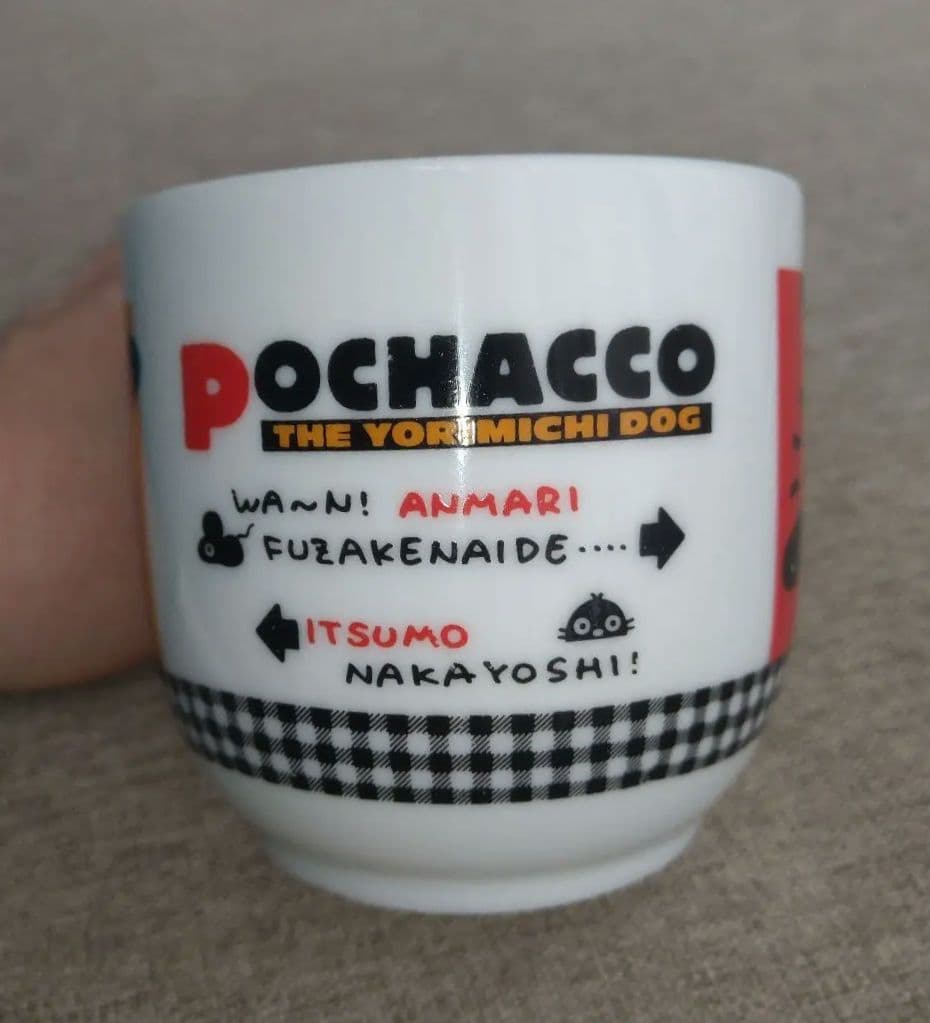 POCHACCO
THE YORIMICHI DOG
WA~N! ANMARI
FUZAKENAIDE····
ITSUMO
NAKAYOSHI!